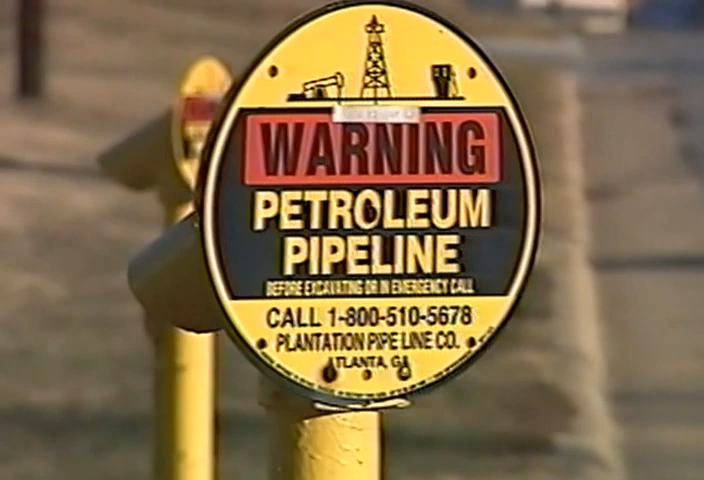 WARNING
PETROLEUM
PIPELINE
BEFORE EXCAVATING OR IN EMERGENCY CALL
CALL 1-800-510-5678
PLANTATION PIPE LINE CO.
ATLANTA, GA